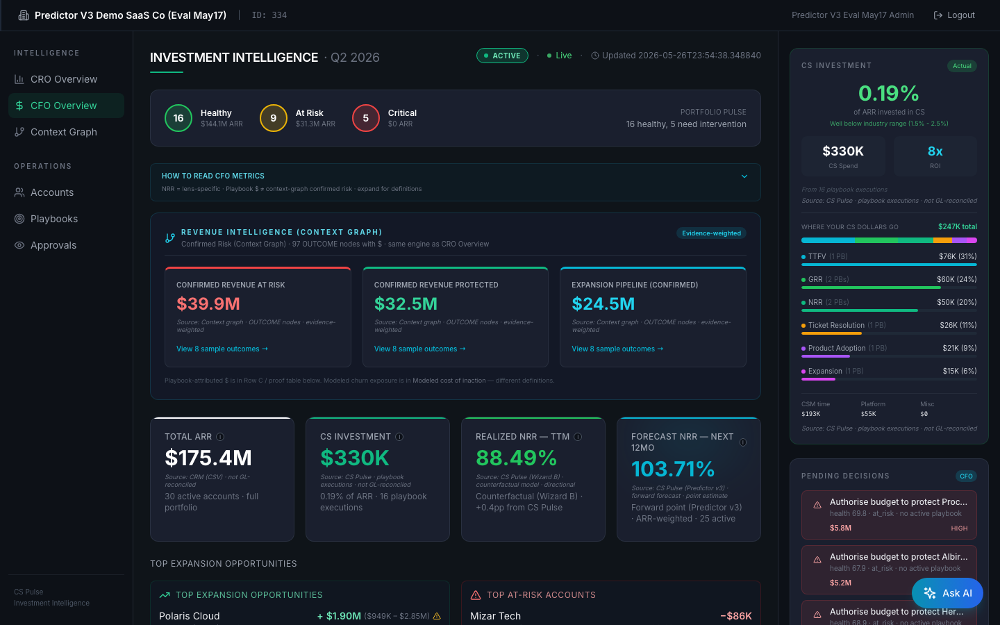 Predictor V3 Demo SaaS Co (Eval May17)
ID: 334
Predictor V3 Eval May17 Admin
Logout
INTELLIGENCE
CRO Overview
CFO Overview
Context Graph
OPERATIONS
Accounts
Playbooks
Approvals
CS Pulse
Investment Intelligence
INVESTMENT INTELLIGENCE · Q2 2026
ACTIVE · Live · Updated 2026-05-26T23:54:38.348840
16
Healthy
$144.1M ARR
9
At Risk
$31.3M ARR
5
Critical
$0 ARR
PORTFOLIO PULSE
16 healthy, 5 need intervention
HOW TO READ CFO METRICS
NRR = lens-specific · Playbook $ ≠ context-graph confirmed risk · expand for definitions
REVENUE INTELLIGENCE (CONTEXT GRAPH)
Confirmed Risk (Context Graph) · 97 OUTCOME nodes with $ · same engine as CRO Overview
Evidence-weighted
CONFIRMED REVENUE AT RISK
$39.9M
Source: Context graph · OUTCOME nodes · evidence-
weighted
View 8 sample outcomes →
CONFIRMED REVENUE PROTECTED
$32.5M
Source: Context graph · OUTCOME nodes · evidence-
weighted
View 8 sample outcomes →
EXPANSION PIPELINE (CONFIRMED)
$24.5M
Source: Context graph · OUTCOME nodes · evidence-
weighted
View 8 sample outcomes →
Playbook-attributed $ is in Row C / proof table below. Modeled churn exposure is in Modeled cost of inaction — different definitions.
TOTAL ARR
$175.4M
Source: CRM (CSV) · not GL-
reconciled
30 active accounts · full
portfolio
CS INVESTMENT
$330K
Source: CS Pulse · playbook
executions · not GL-reconciled
0.19% of ARR · 16 playbook
executions
REALIZED NRR — TTM
88.49%
Source: CS Pulse (Wizard B) ·
counterfactual model · directional
Counterfactual (Wizard B) ·
+0.4pp from CS Pulse
FORECAST NRR — NEXT
12MO
103.71%
Source: CS Pulse (Predictor v3) ·
forward forecast · point estimate
Forward point (Predictor v3)
· ARR-weighted · 25 active
TOP EXPANSION OPPORTUNITIES
TOP EXPANSION OPPORTUNITIES
Polaris Cloud
+ $1.90M ($949K – $2.85M)
TOP AT-RISK ACCOUNTS
Mizar Tech
−$86K
CS INVESTMENT
Actual
0.19%
of ARR invested in CS
Well below industry range (1.5% - 2.5%)
$330K
CS Spend
8x
ROI
From 16 playbook executions
Source: CS Pulse · playbook executions · not GL-reconciled
WHERE YOUR CS DOLLARS GO
$247K total
TTFV (1 PB) $76K (31%)
GRR (2 PBs) $60K (24%)
NRR (2 PBs) $50K (20%)
Ticket Resolution (1 PB) $26K (11%)
Product Adoption (1 PB) $21K (9%)
Expansion (1 PB) $15K (6%)
CSM time Platform Misc
$193K $55K $0
Source: CS Pulse · playbook executions · not GL-reconciled
PENDING DECISIONS
CFO
Authorise budget to protect Proc...
health 69.8 · at_risk · no active playbook
$5.8M HIGH
Authorise budget to protect Albir...
health 67.9 · at_risk · no active playbook
$5.2M
Authorise budget to protect Her...
health 68.9 · at_risk · no active playbook
Ask AI